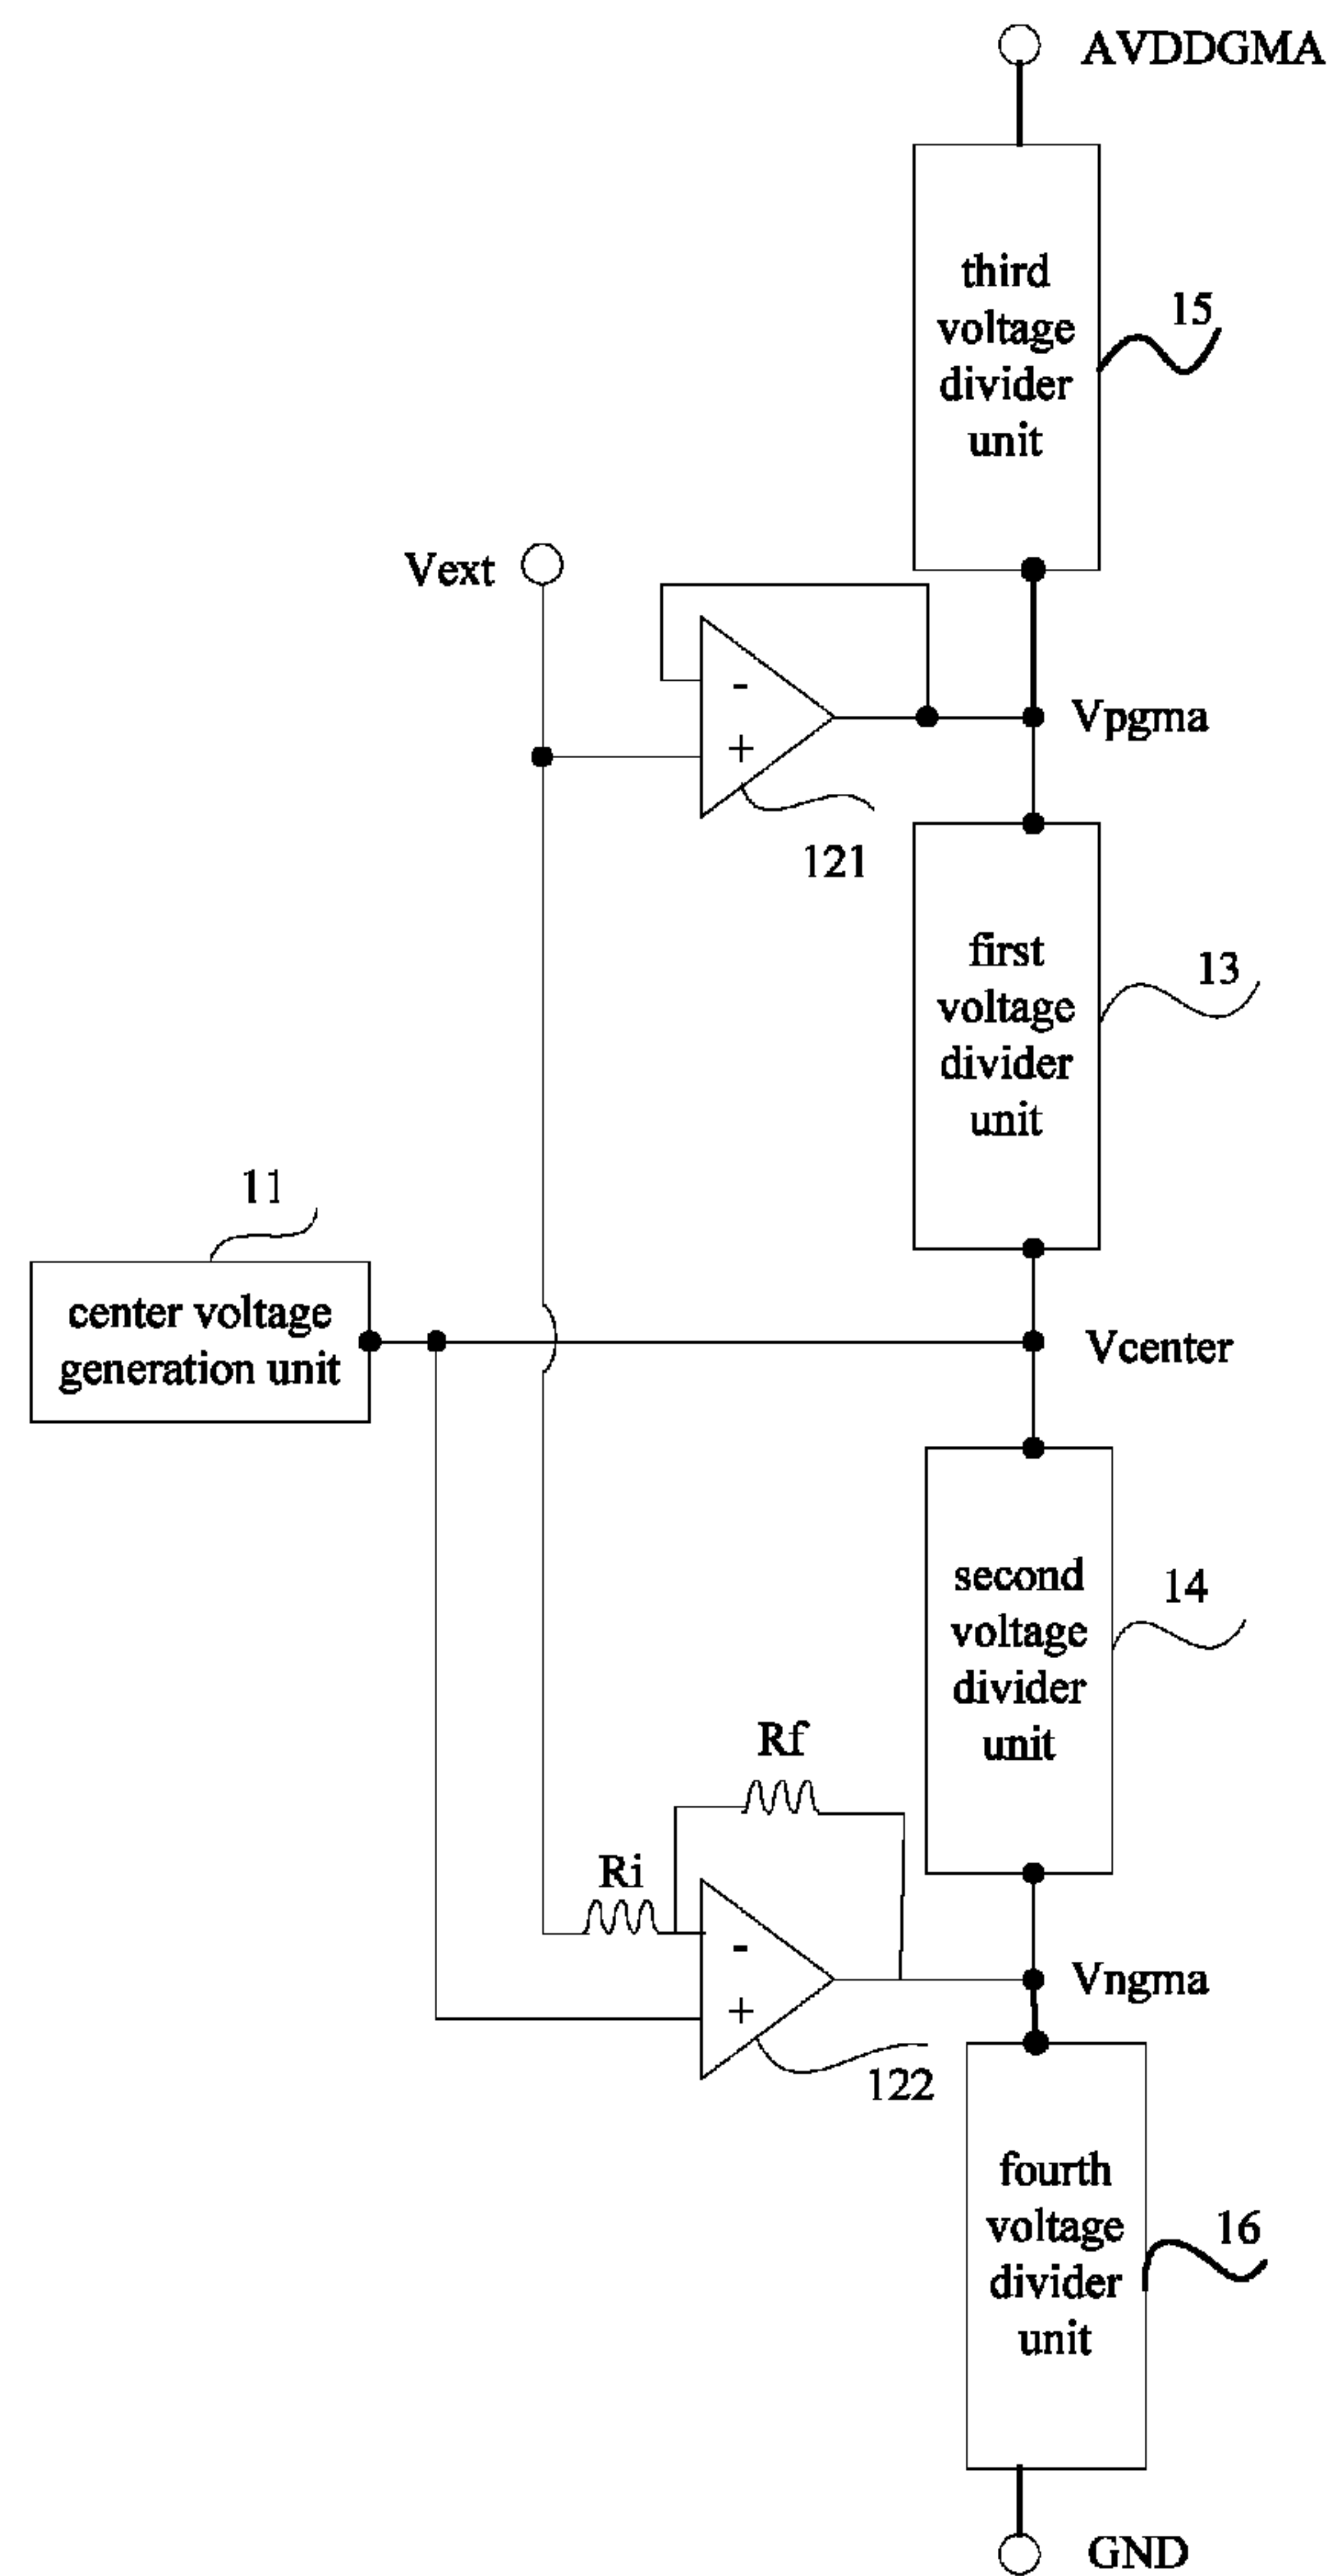 AVDDGMA
third
voltage
divider
unit
15
Vext
-
+
Vpgma
121
first
voltage
divider
unit
13
11
center voltage
generation unit
Vcenter
second
voltage
divider
unit
14
Rf
Ri
-
+
Vngma
122
fourth
voltage
divider
unit
16
GND